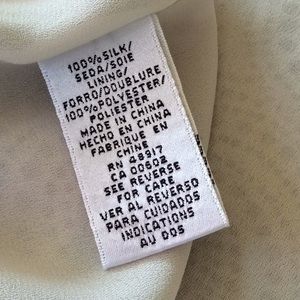 100% SILK/
SEDA/SOIE
LINING/
FORRO/DOUBLURE
100% POLYESTER/
POLIESTER
MADE IN CHINA
HECHO EN CHINA
FABRIQUE EN
CHINE
RN 48917
CA 00602
SEE REVERSE
FOR CARE
VER AL REVERSO
PARA CUIDADOS
INDICATIONS
AU DOS